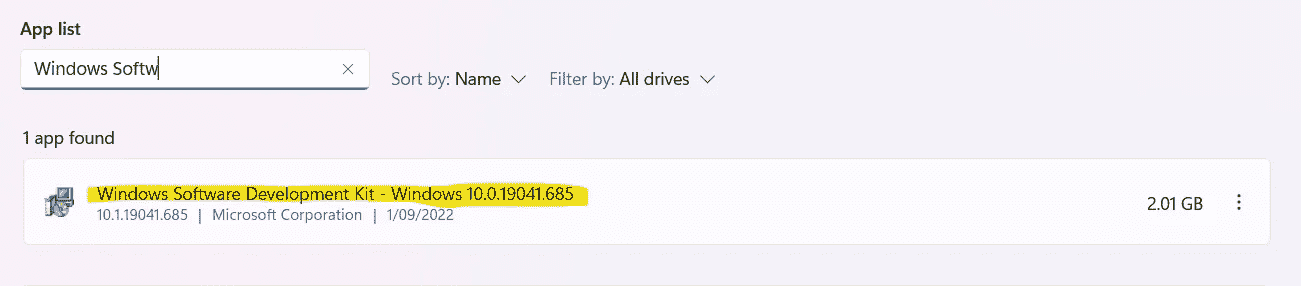 App list
Windows Softw
Sort by: Name Filter by: All drives
1 app found
Windows Software Development Kit - Windows 10.0.19041.685
10.1.19041.685 | Microsoft Corporation | 1/09/2022
2.01 GB